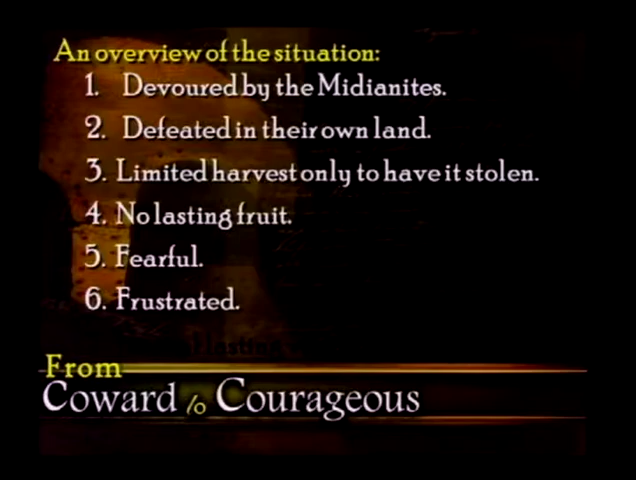 An overview of the situation:
1. Devoured by the Midianites.
2. Defeated in their own land.
3. Limited harvest only to have it stolen.
4. No lasting fruit.
5. Fearful.
6. Frustrated.
From
Coward to Courageous